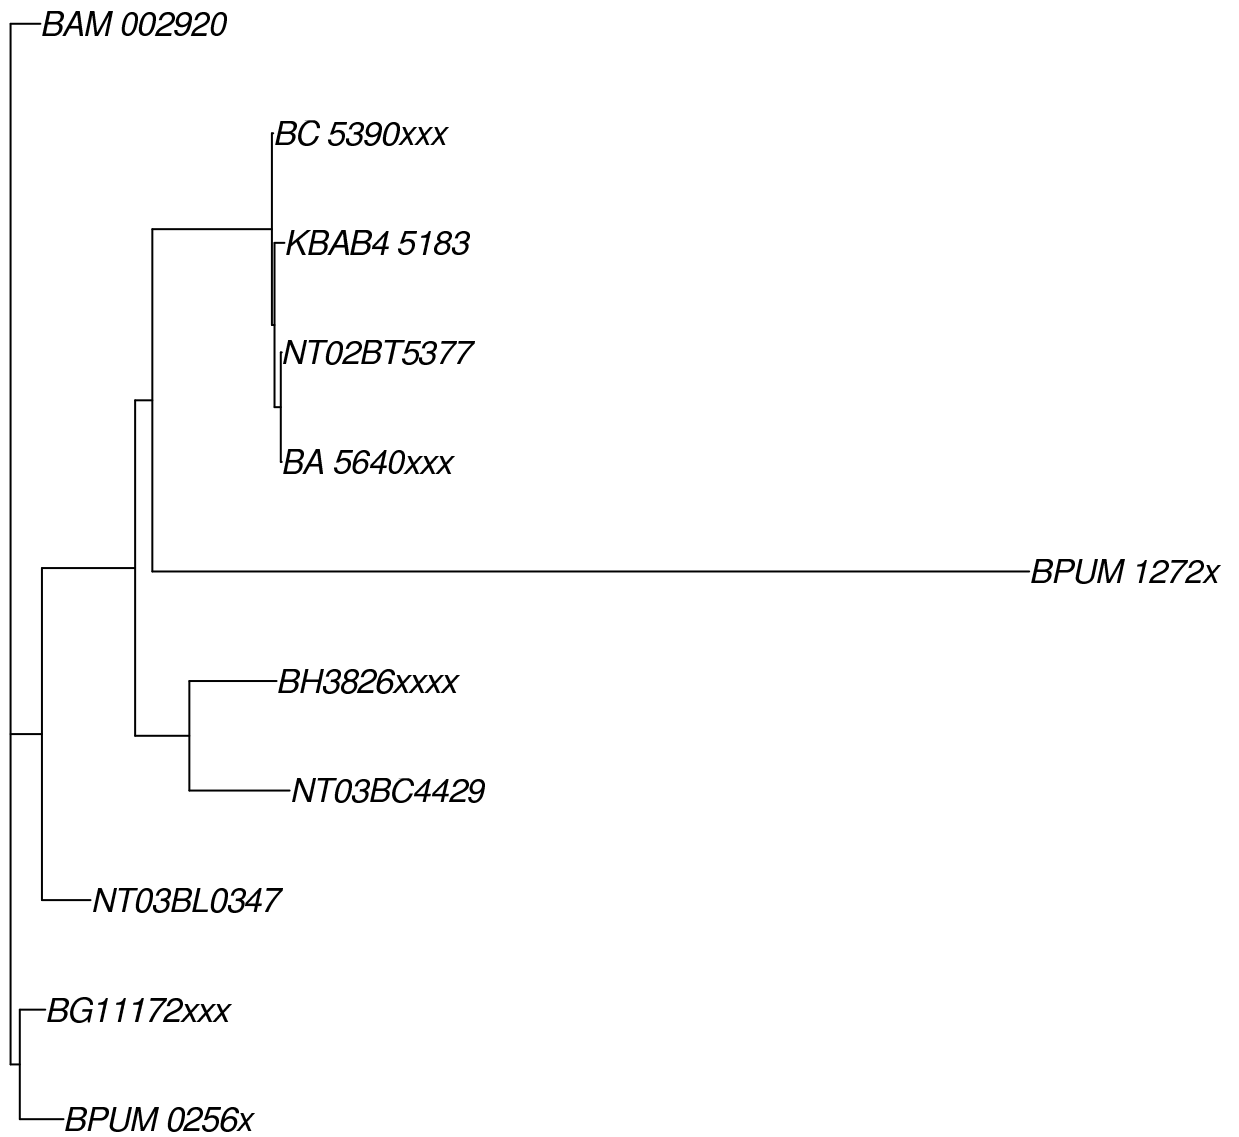 BAM 002920
BC 5390xxx
KBAB4 5183
NT02BT5377
BA 5640xxx
BPUM 1272x
BH3826xxxx
NT03BC4429
NT03BL0347
BG11172xxx
BPUM 0256x